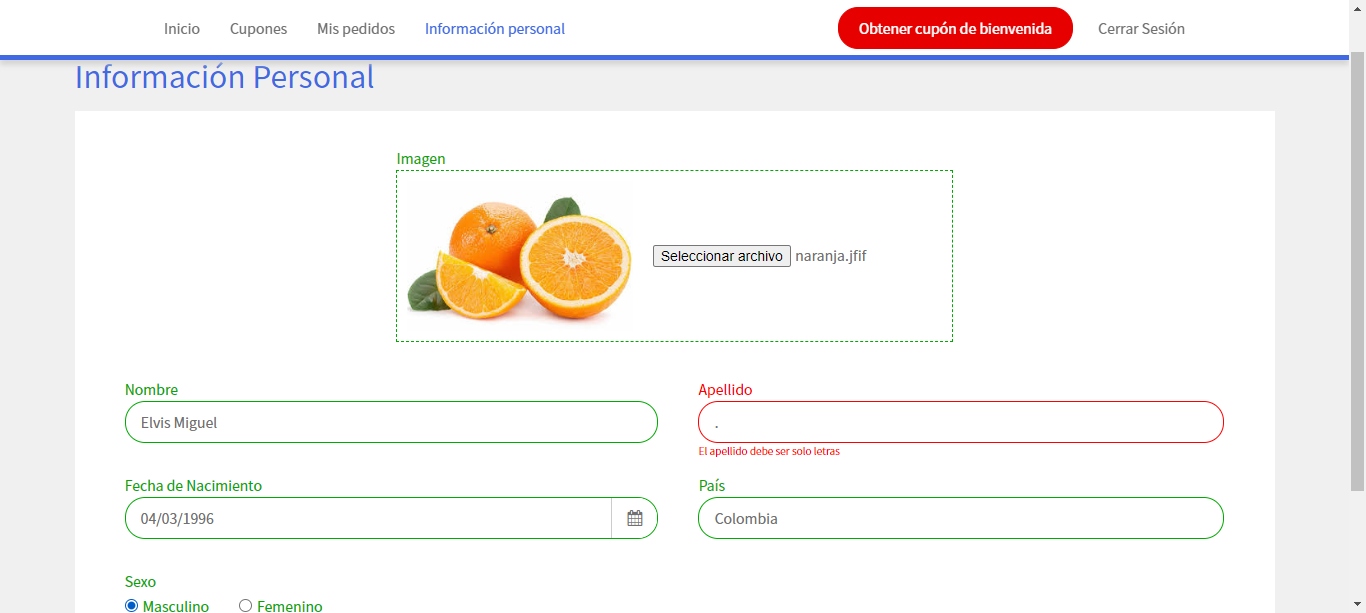 Inicio Cupones Mis pedidos Información personal Obtener cupón de bienvenida Cerrar Sesión
Información Personal
Imagen
Seleccionar archivo naranja.jfif
Nombre Apellido
Elvis Miguel .
El apellido debe ser solo letras
Fecha de Nacimiento País
04/03/1996 Colombia
Sexo
Masculino Femenino